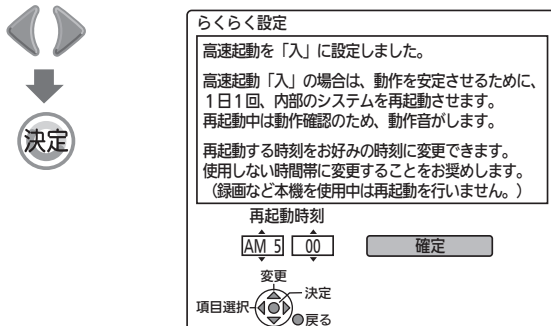 らくらく設定
高速起動を「入」に設定しました。
高速起動「入」の場合は、動作を安定させるために、
1日1回、内部のシステムを再起動させます。
再起動中は動作確認のため、動作音がします。
再起動する時刻をお好みの時刻に変更できます。
使用しない時間帯に変更することをお奨めします。
（録画など本機を使用中は再起動を行いません。）
決定
再起動時刻
AM 5 00 確定
変更
決定
項目選択
戻る